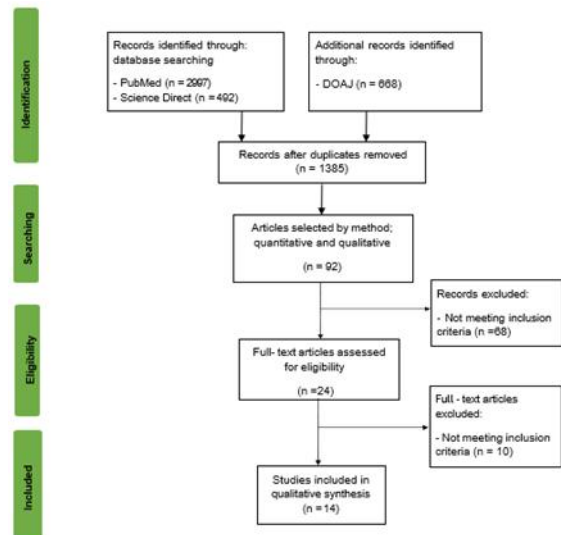 Identification
Records identified through:
database searching
- PubMed (n = 2997)
- Science Direct (n =492)
Additional records identified
through:
- DOAJ (n = 668)
Records after duplicates removed
(n = 1385)
Searching
Articles selected by method;
quantitative and qualitative
(n = 92)
Records excluded:
- Not meeting inclusion
criteria (n =68)
Eligibility
Full- text articles assessed
for eligibility
(n =24)
Full - text articles
excluded:
- Not meeting inclusion
criteria (n = 10)
Included
Studies included in
qualitative synthesis
(n =14)